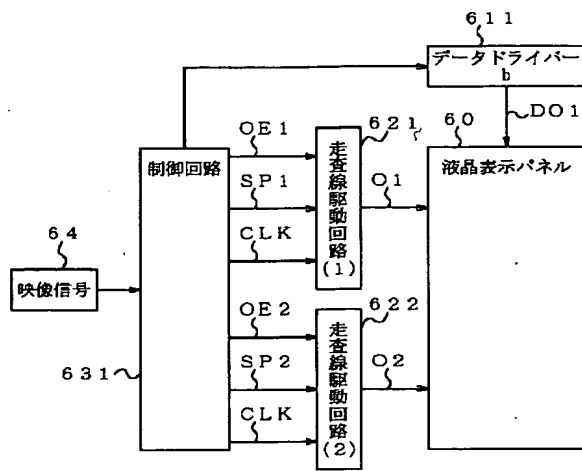 611
データドライバー
b
DO1
621
60
OE1
制御回路
SP1
走査線駆動回路(1)
O1
液晶表示パネル
CLK
64
映像信号
OE2
622
SP2
走査線駆動回路(2)
O2
631
CLK